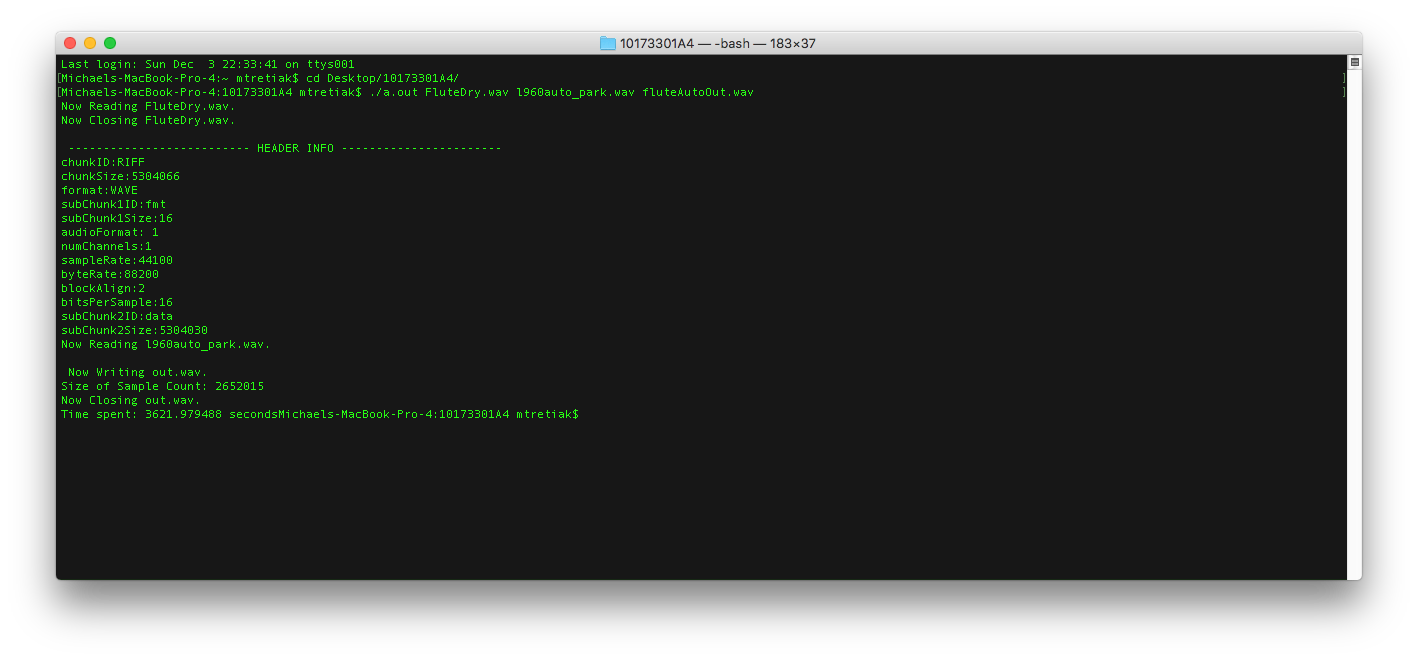 10173301A4 — -bash — 183×37
Last login: Sun Dec  3 22:33:41 on ttys001
[Michaels-MacBook-Pro-4:~ mtretiak$ cd Desktop/10173301A4/ ]
[Michaels-MacBook-Pro-4:10173301A4 mtretiak$ ./a.out FluteDry.wav l960auto_park.wav fluteAutoOut.wav ]
Now Reading FluteDry.wav.
Now Closing FluteDry.wav.
-------------------------- HEADER INFO -----------------------
chunkID:RIFF
chunkSize:5304066
format:WAVE
subChunk1ID:fmt
subChunk1Size:16
audioFormat: 1
numChannels:1
sampleRate:44100
byteRate:88200
blockAlign:2
bitsPerSample:16
subChunk2ID:data
subChunk2Size:5304030
Now Reading l960auto_park.wav.
Now Writing out.wav.
Size of Sample Count: 2652015
Now Closing out.wav.
Time spent: 3621.979488 secondsMichaels-MacBook-Pro-4:10173301A4 mtretiak$